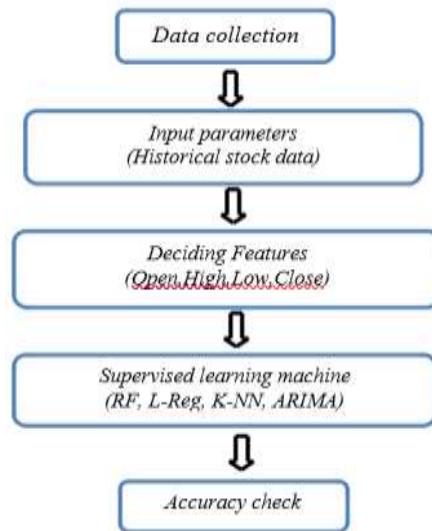 Data collection
Input parameters
(Historical stock data)
Deciding Features
(Open,High,Low,Close)
Supervised learning machine
(RF, L-Reg, K-NN, ARIMA)
Accuracy check